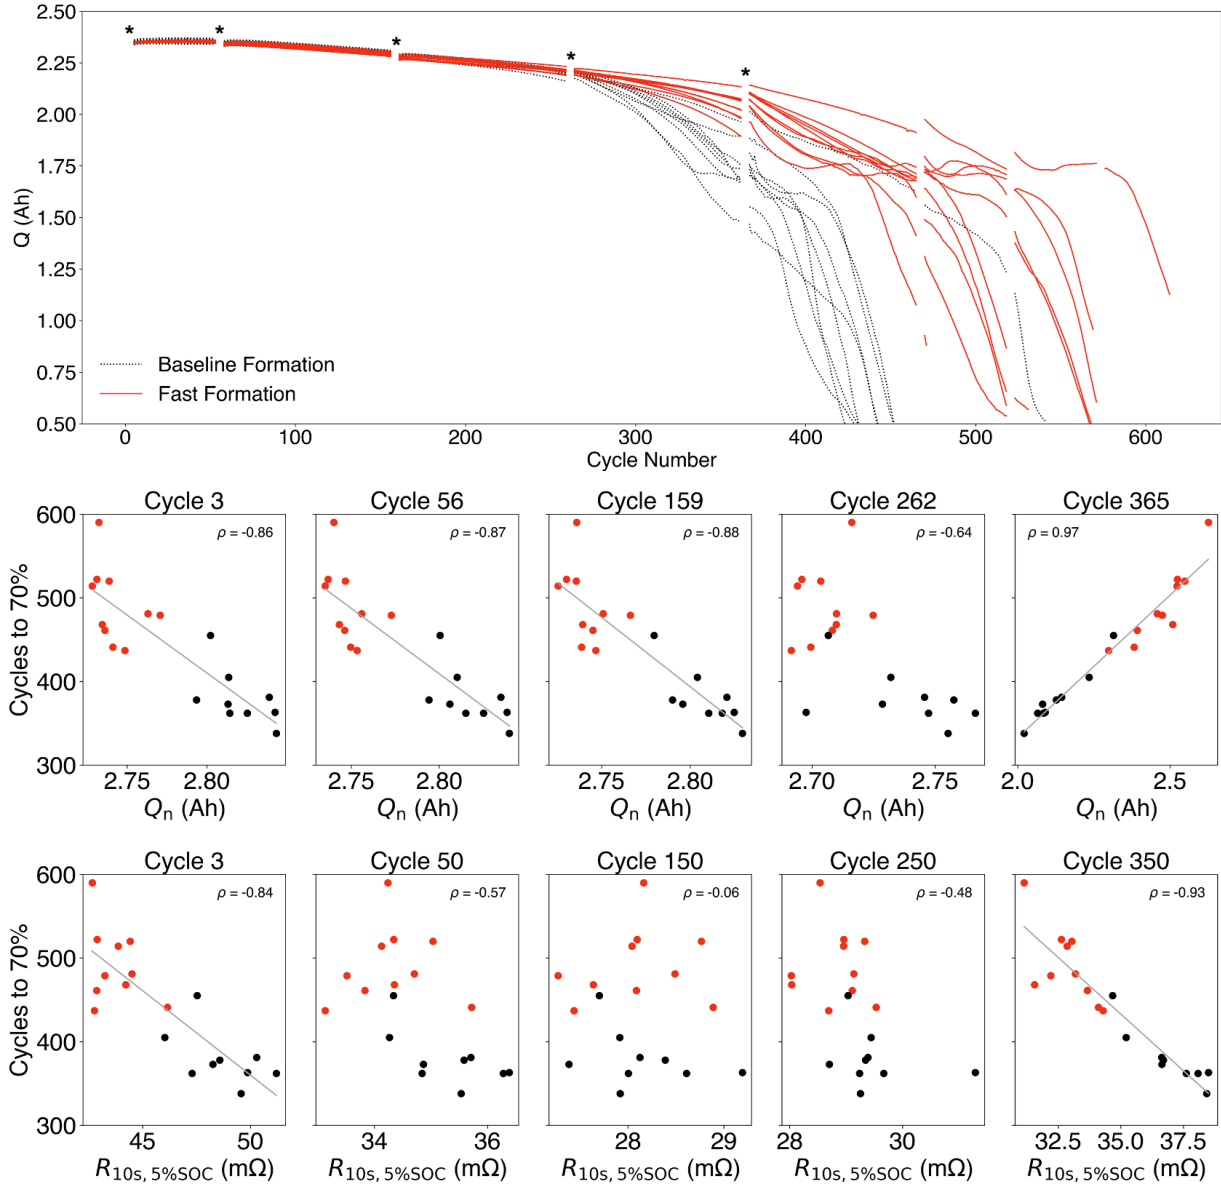 2.50
2.25
2.00
1.75
1.50
1.25
1.00
0.75
0.50
Q (Ah)
* * * * *
Baseline Formation
Fast Formation
0 100 200 300 400 500 600
Cycle Number
Cycle 3 Cycle 56 Cycle 159 Cycle 262 Cycle 365
ρ = -0.86 ρ = -0.87 ρ = -0.88 ρ = -0.64 ρ = 0.97
600
500
400
300
Cycles to 70%
2.75 2.80 2.75 2.80 2.75 2.80 2.70 2.75 2.0 2.5
Qn (Ah) Qn (Ah) Qn (Ah) Qn (Ah) Qn (Ah)
Cycle 3 Cycle 50 Cycle 150 Cycle 250 Cycle 350
ρ = -0.84 ρ = -0.57 ρ = -0.06 ρ = -0.48 ρ = -0.93
600
500
400
300
Cycles to 70%
45 50 34 36 28 29 28 30 32.5 35.0 37.5
R10s, 5%SOC (mΩ) R10s, 5%SOC (mΩ) R10s, 5%SOC (mΩ) R10s, 5%SOC (mΩ) R10s, 5%SOC (mΩ)